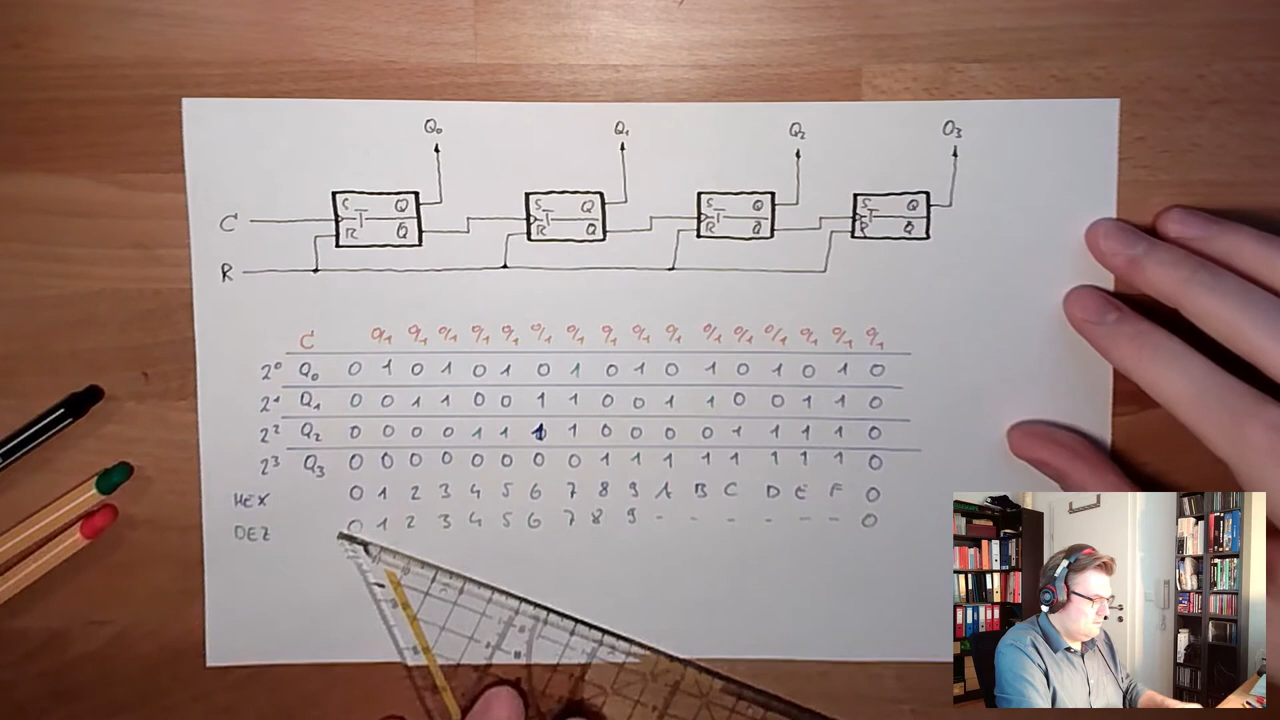 Q₀ Q₁ Q₂ Q₃
C Q S Q S Q S Q
C T T T T
R Q̅ R Q̅ R Q̅ R Q̅
R
C 0/1 0/1 0/1 0/1 0/1 0/1 0/1 0/1 0/1 0/1 0/1 0/1 0/1 0/1 0/1 0/1
2⁰ Q₀ 0 1 0 1 0 1 0 1 0 1 0 1 0 1 0 1 0
2¹ Q₁ 0 0 1 1 0 0 1 1 0 0 1 1 0 0 1 1 0
2² Q₂ 0 0 0 0 1 1 1 1 0 0 0 0 1 1 1 1 0
2³ Q₃ 0 0 0 0 0 0 0 0 1 1 1 1 1 1 1 1 0
HEX 0 1 2 3 4 5 6 7 8 9 A B C D E F 0
DEZ 0 1 2 3 4 5 6 7 8 9 - - - - - - 0